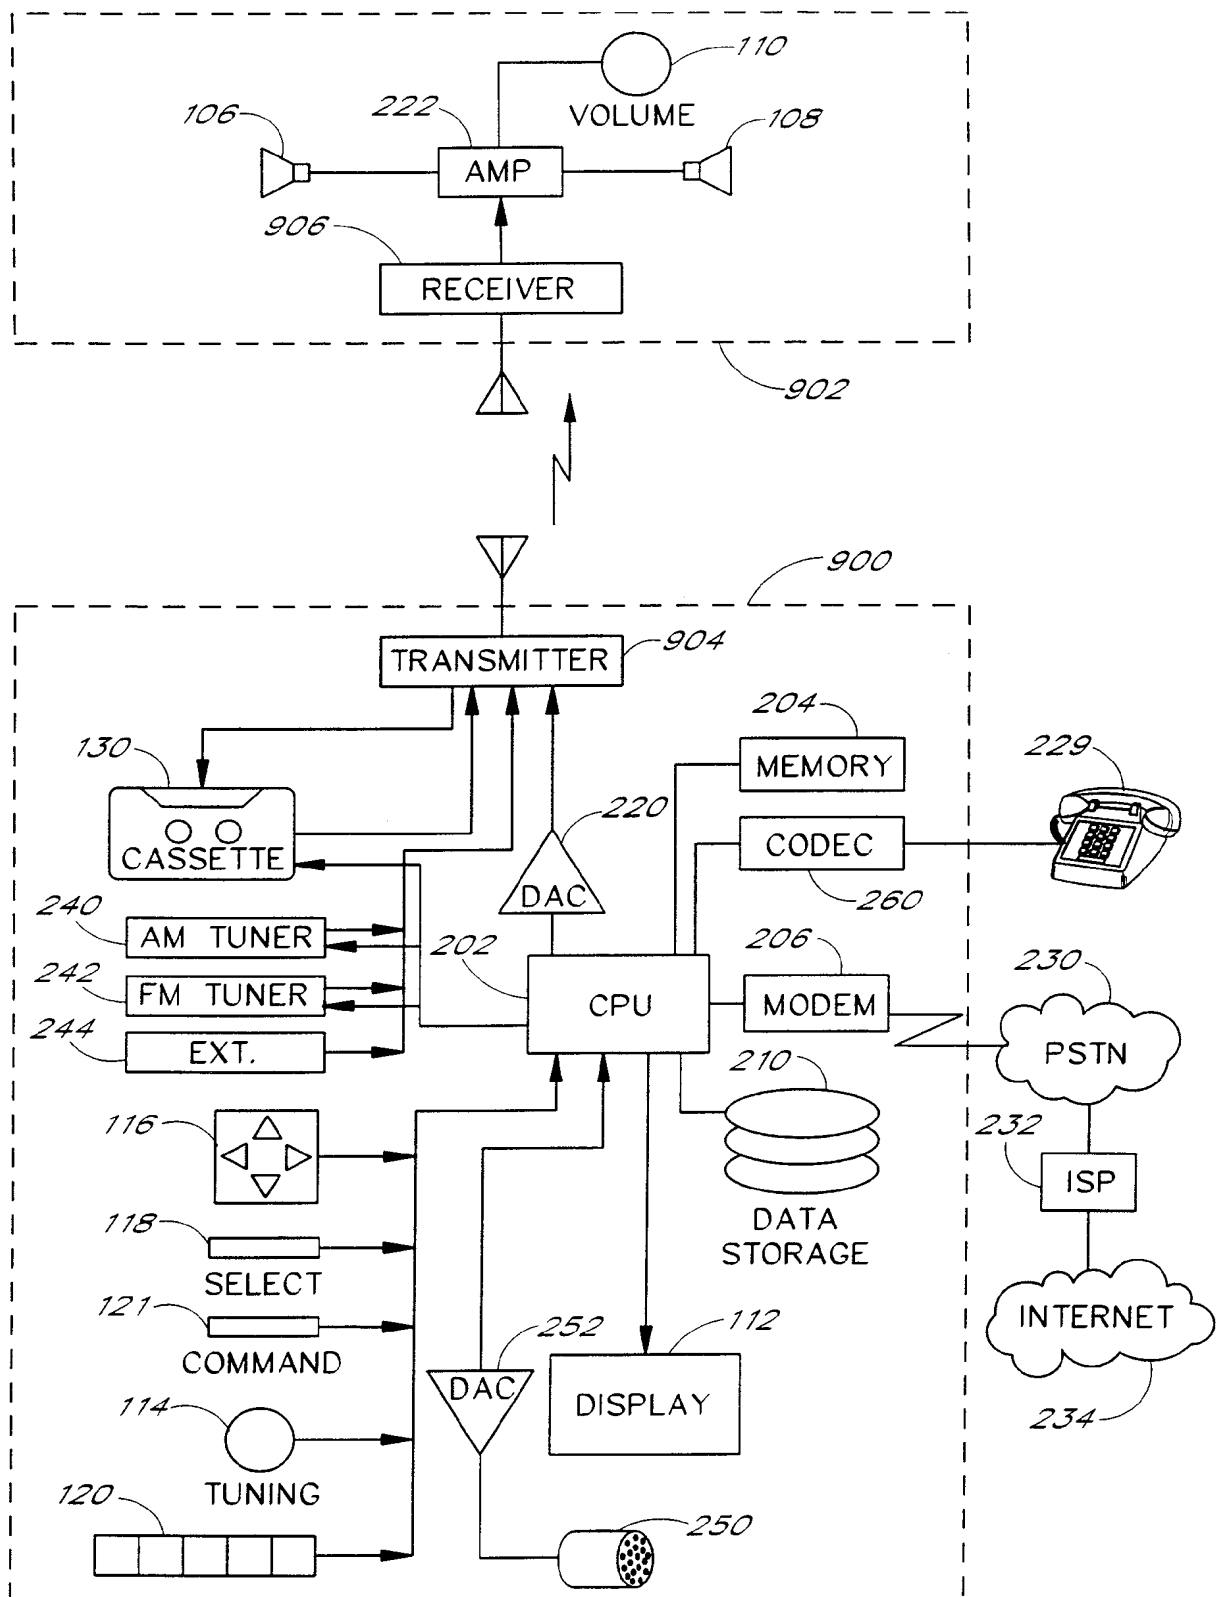 110
VOLUME
106
222
108
AMP
906
RECEIVER
902
900
904
TRANSMITTER
204
130
MEMORY
229
220
CODEC
CASSETTE
DAC
260
240
AM TUNER
202
206
230
242
FM TUNER
CPU
MODEM
PSTN
244
EXT.
210
116
232
ISP
DATA
STORAGE
118
SELECT
121
COMMAND
252
112
INTERNET
DAC
DISPLAY
114
234
TUNING
120
250